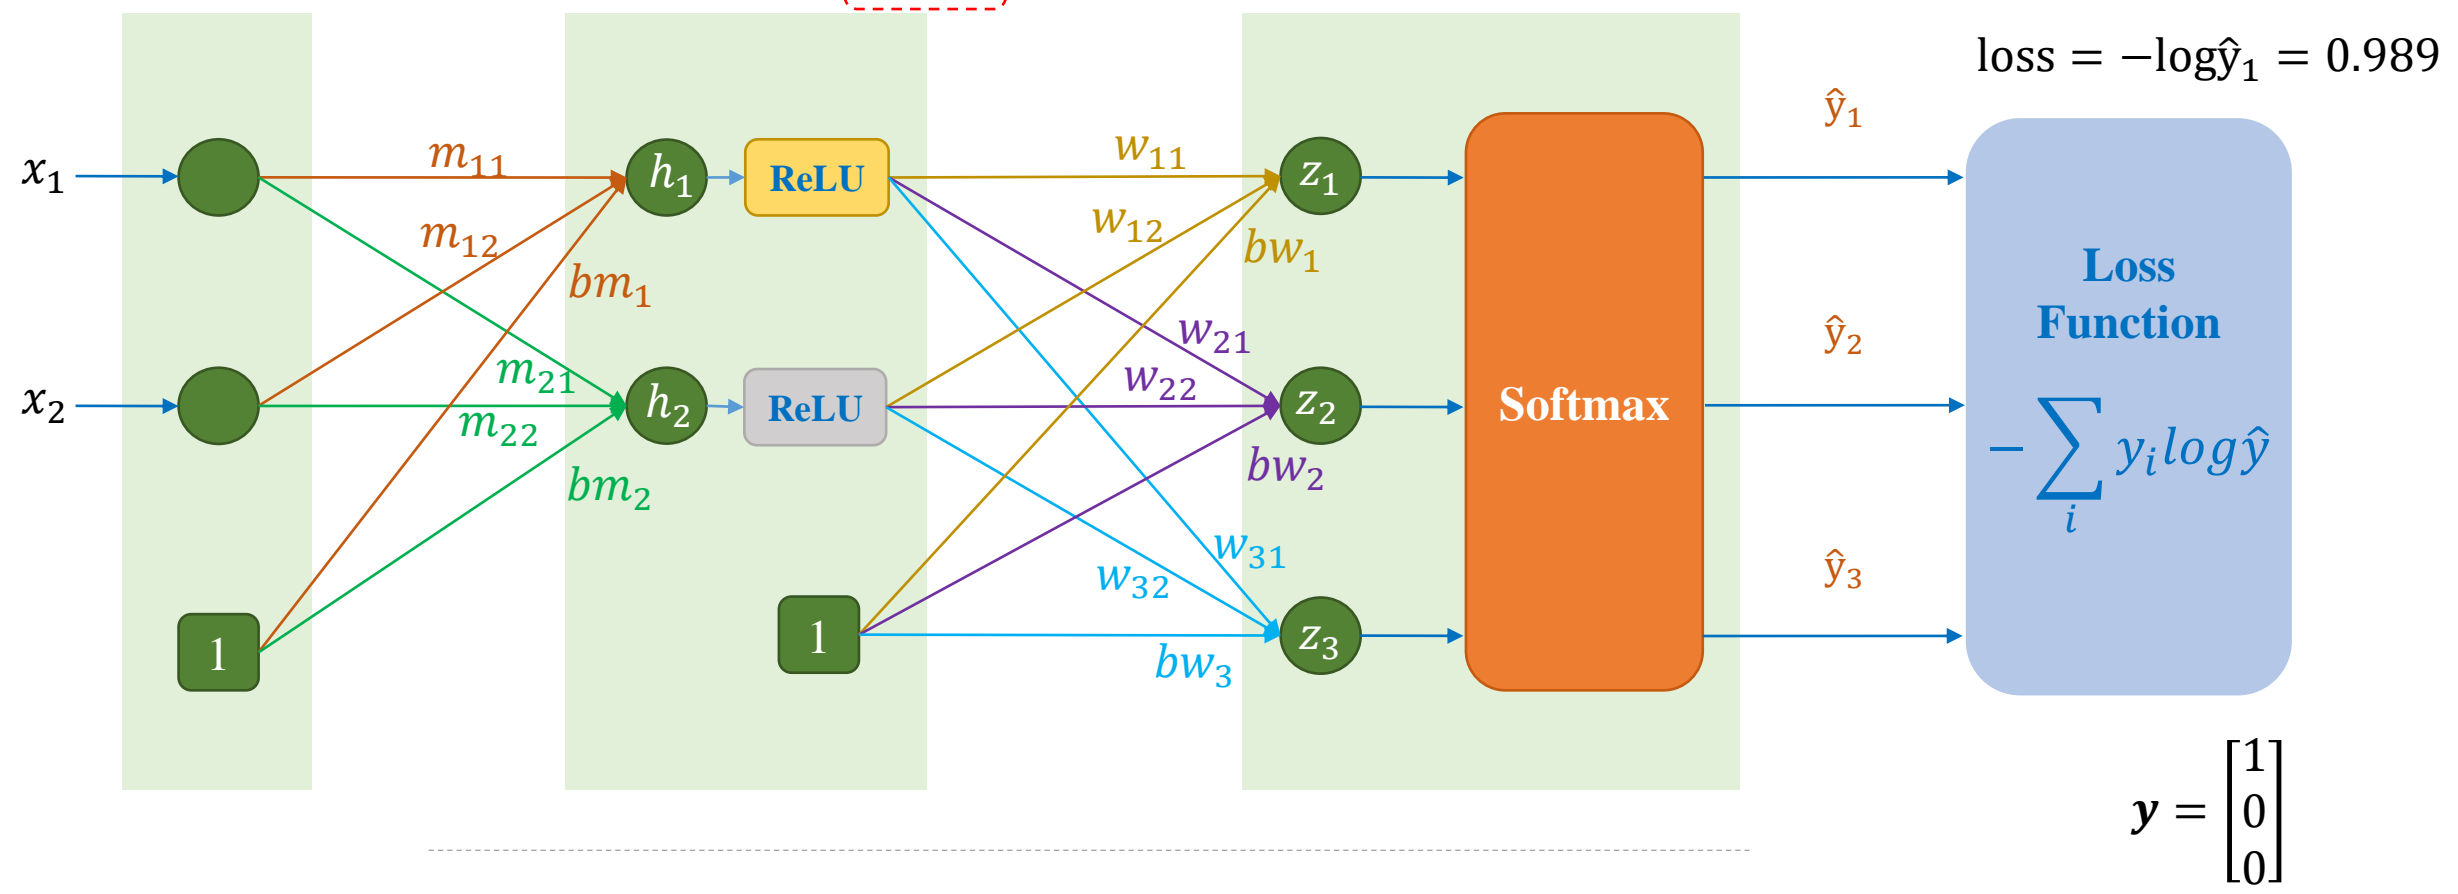 loss = −logŷ₁ = 0.989
ŷ₁
x₁
m₁₁
h₁
ReLU
w₁₁
z₁
m₁₂
w₁₂
bw₁
bm₁
Loss
Function
w₂₁
ŷ₂
m₂₁
w₂₂
x₂
h₂
ReLU
z₂
Softmax
m₂₂
bw₂
−∑ᵢ yᵢlogŷ
bm₂
w₃₁
w₃₂
ŷ₃
1
1
z₃
bw₃
y = [1
0
0]